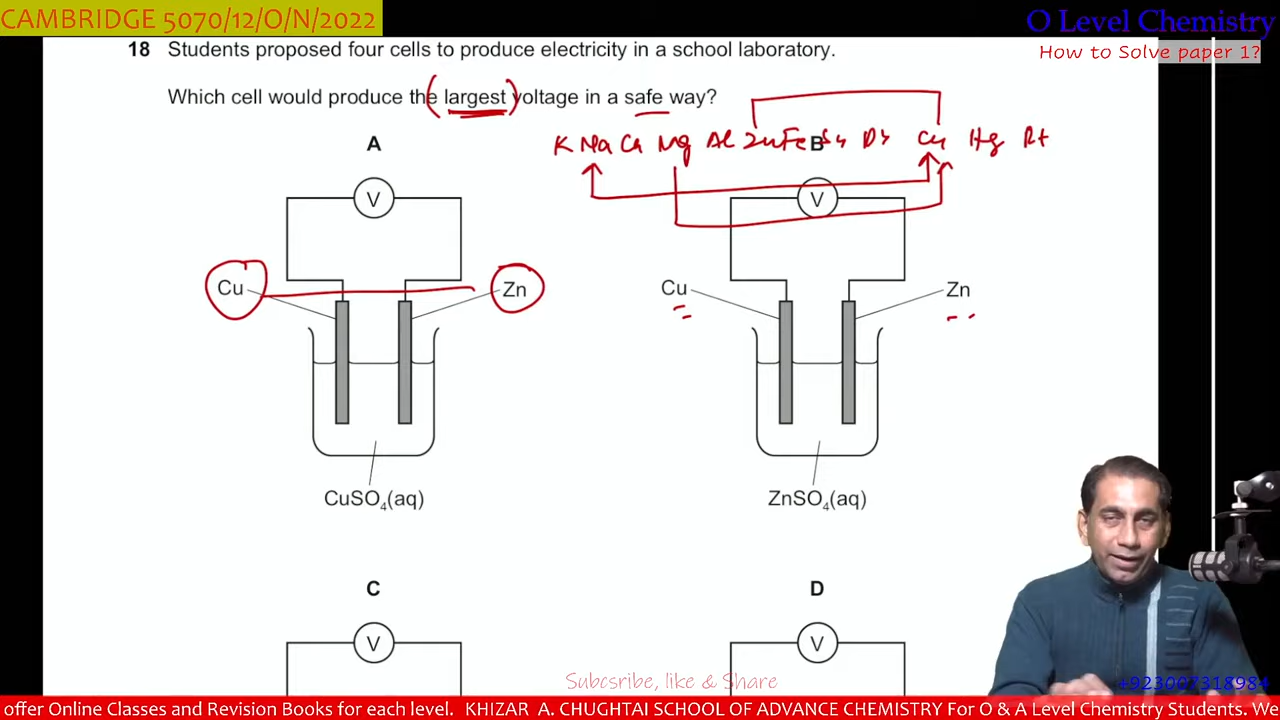 CAMBRIDGE 5070/12/O/N/2022
O Level Chemistry
How to Solve paper 1?
18 Students proposed four cells to produce electricity in a school laboratory.
Which cell would produce the largest voltage in a safe way?
K Na Ca Mg Al Zn Fe Cu Hg Pt
A
B
V
V
Cu
Zn
Cu
Zn
CuSO4(aq)
ZnSO4(aq)
C
D
V
V
Subcsribe, like & Share
+923007318984
offer Online Classes and Revision Books for each level. KHIZAR A. CHUGHTAI SCHOOL OF ADVANCE CHEMISTRY For O & A Level Chemistry Students. We